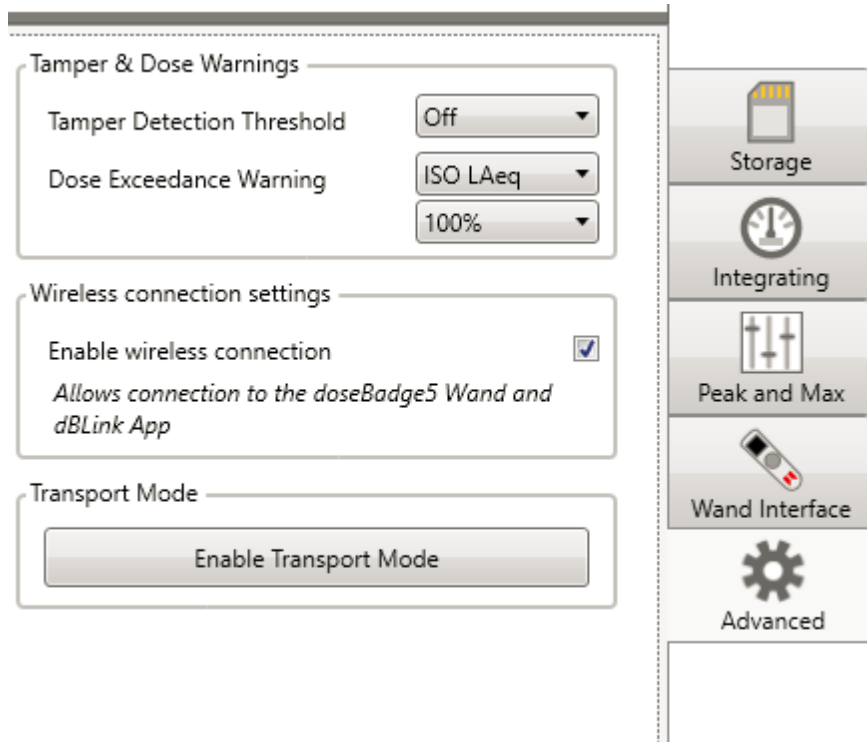 Tamper & Dose Warnings
Tamper Detection Threshold
Off
Dose Exceedance Warning
ISO LAeq
100%
Wireless connection settings
Enable wireless connection
Allows connection to the doseBadge5 Wand and
dBLink App
Transport Mode
Enable Transport Mode
Storage
Integrating
Peak and Max
Wand Interface
Advanced